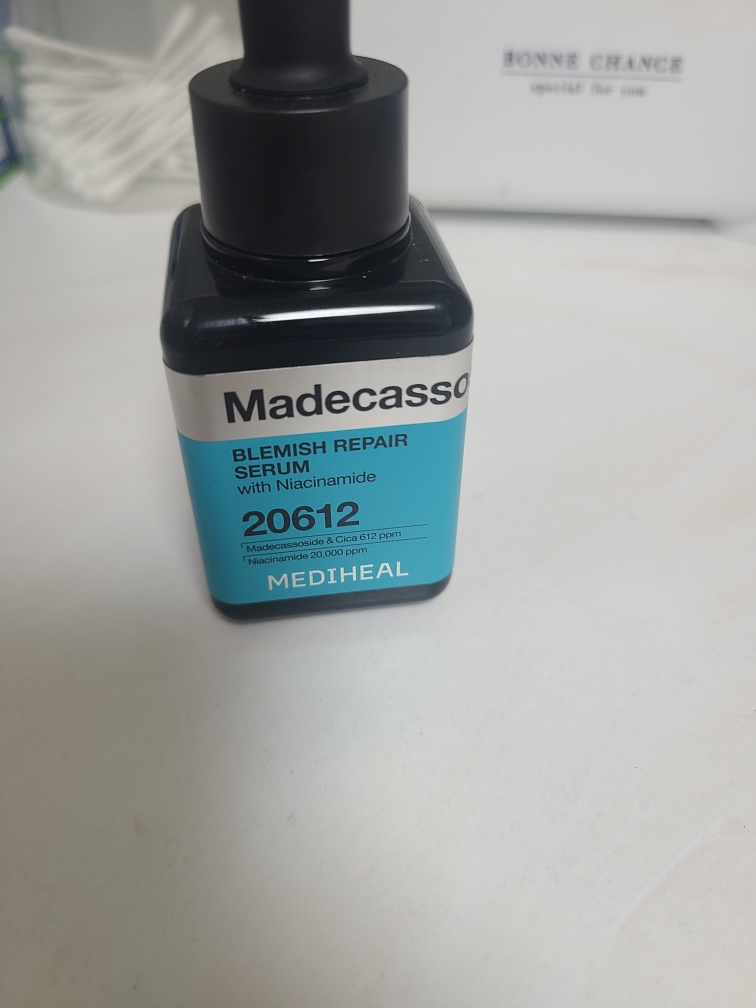 BONNE CHANCE
special for you
Madecasso
BLEMISH REPAIR
SERUM
with Niacinamide
20612
Madecassoside & Cica 612 ppm
Niacinamide 20,000 ppm
MEDIHEAL